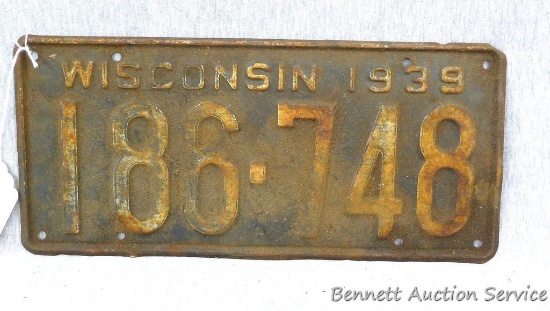 WISCONSIN 1939
186·748
Bennett Auction Service